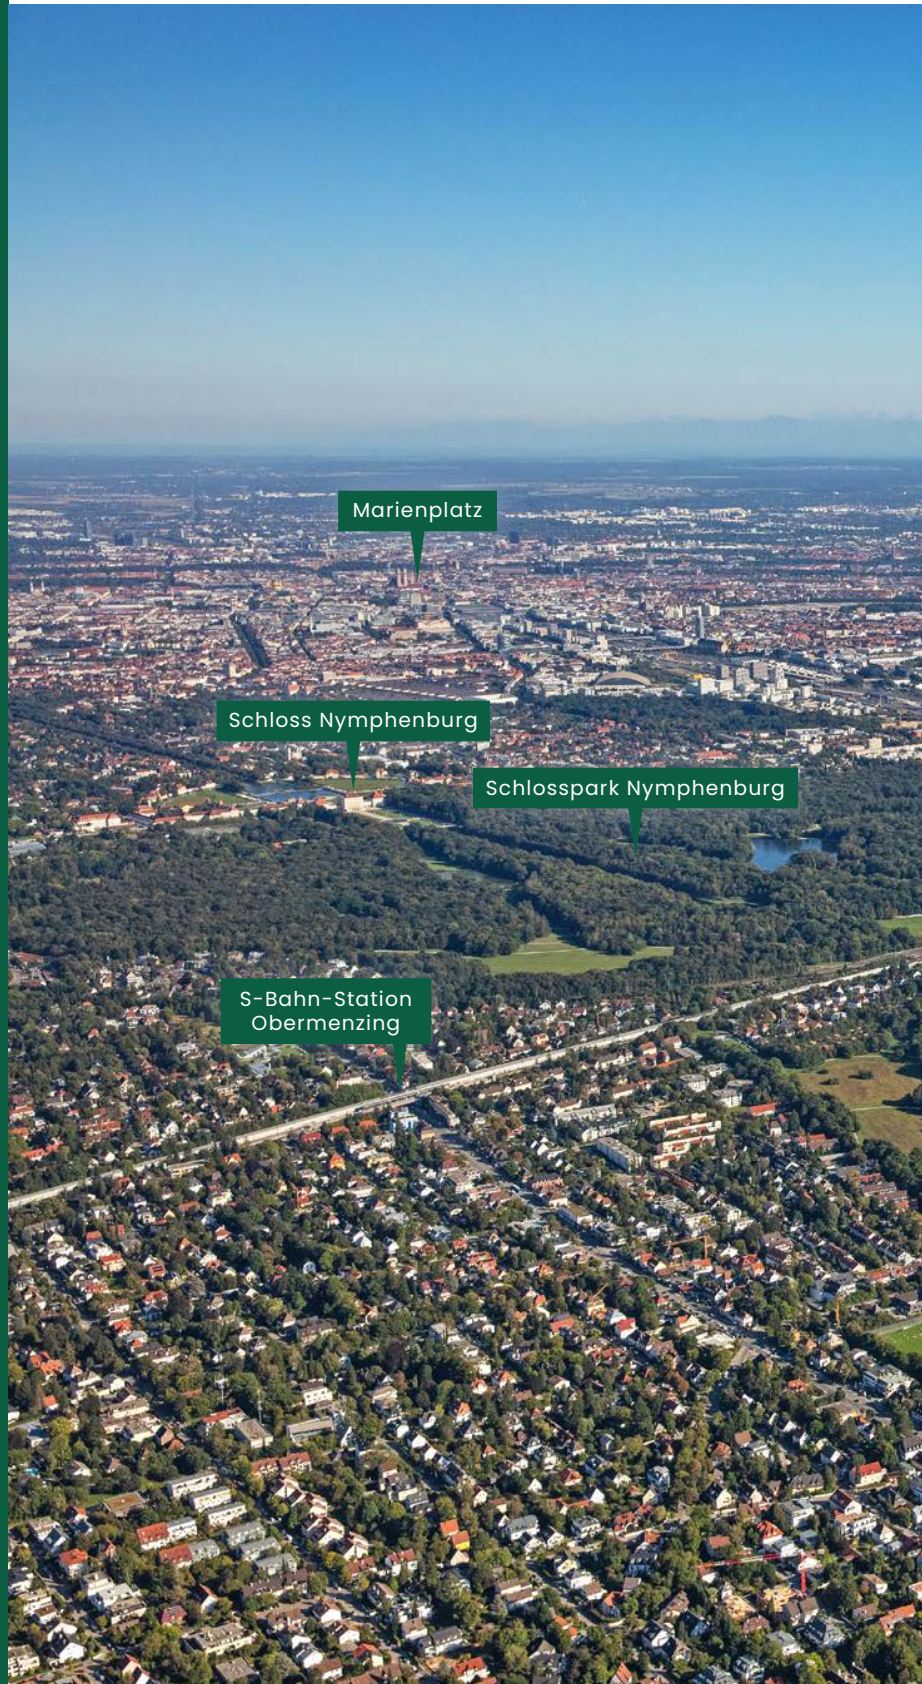 Marienplatz
Schloss Nymphenburg
Schlosspark Nymphenburg
S-Bahn-Station
Obermenzing